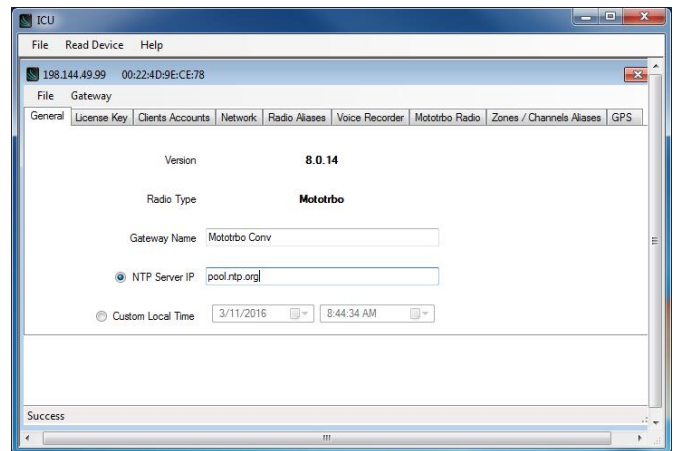 ICU
File Read Device Help
198.144.49.99 00:22:4D:9E:CE:78
File Gateway
General License Key Clients Accounts Network Radio Aliases Voice Recorder Mototrbo Radio Zones / Channels Aliases GPS
Version 8.0.14
Radio Type Mototrbo
Gateway Name Mototrbo Conv
NTP Server IP pool.ntp.org
Custom Local Time 3/11/2016 8:44:34 AM
Success